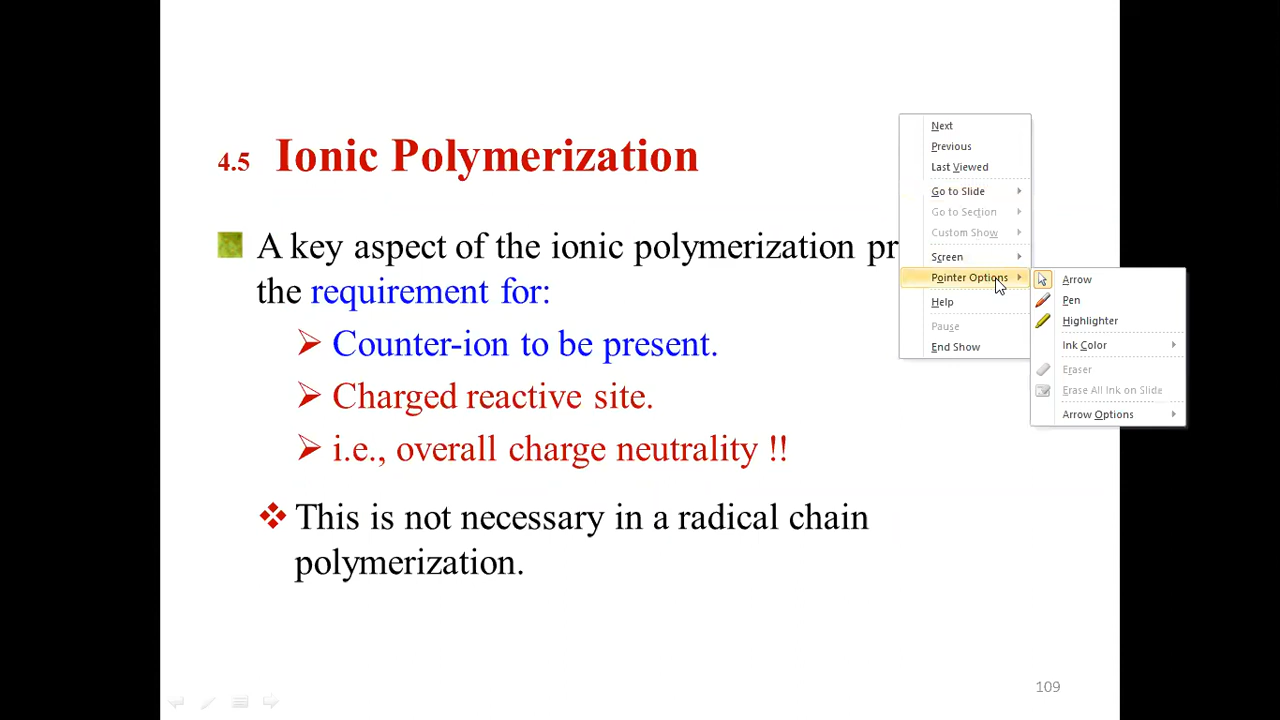 4.5 Ionic Polymerization
A key aspect of the ionic polymerization pr
the requirement for:
Counter-ion to be present.
Charged reactive site.
i.e., overall charge neutrality !!
This is not necessary in a radical chain
polymerization.
109
Next
Previous
Last Viewed
Go to Slide
Go to Section
Custom Show
Screen
Pointer Options
Help
Pause
End Show
Arrow
Pen
Highlighter
Ink Color
Eraser
Erase All Ink on Slide
Arrow Options